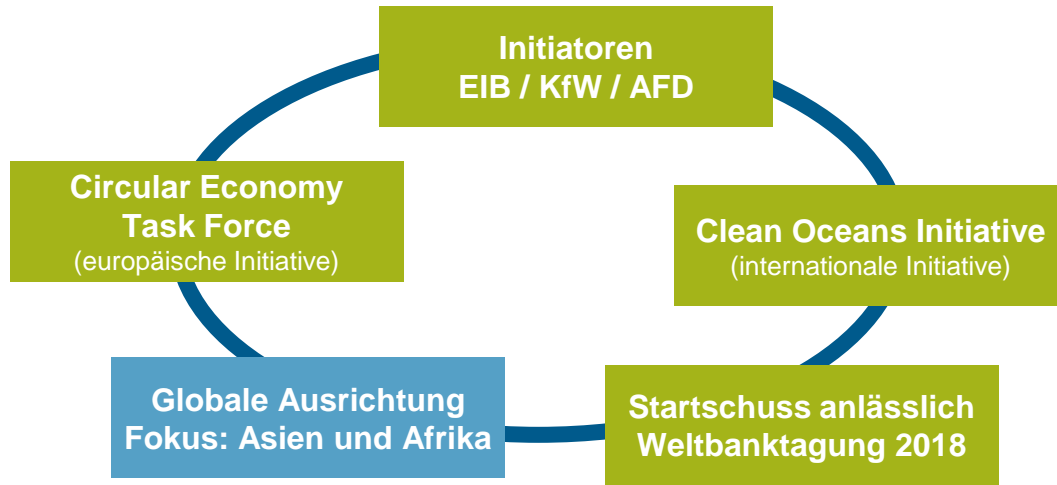 Initiatoren
EIB / KfW / AFD
Circular Economy
Task Force
(europäische Initiative)
Clean Oceans Initiative
(internationale Initiative)
Globale Ausrichtung
Fokus: Asien und Afrika
Startschuss anlässlich
Weltbanktagung 2018